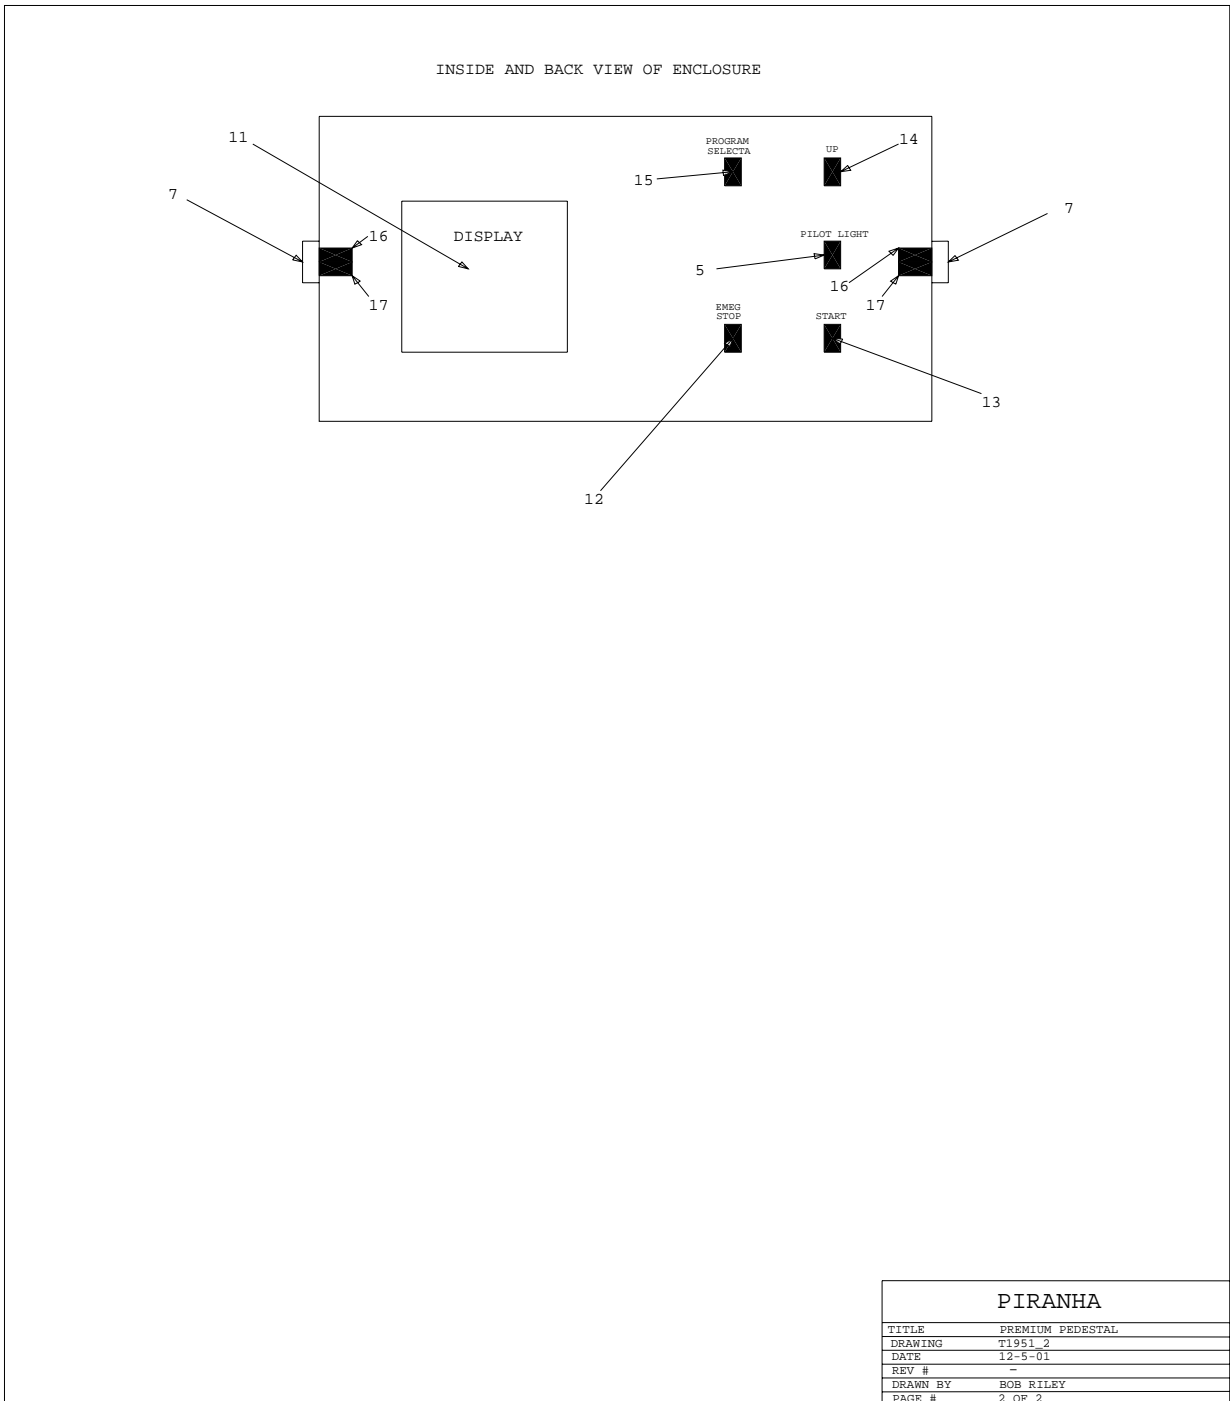 INSIDE AND BACK VIEW OF ENCLOSURE
11
PROGRAM
SELECTA
UP
14
15
7
7
DISPLAY
16
PILOT LIGHT
5
16
17
17
EMEG
STOP
START
13
12
PIRANHA
TITLE PREMIUM PEDESTAL
DRAWING T1951_2
DATE 12-5-01
REV # -
DRAWN BY BOB RILEY
PAGE # 2 OF 2